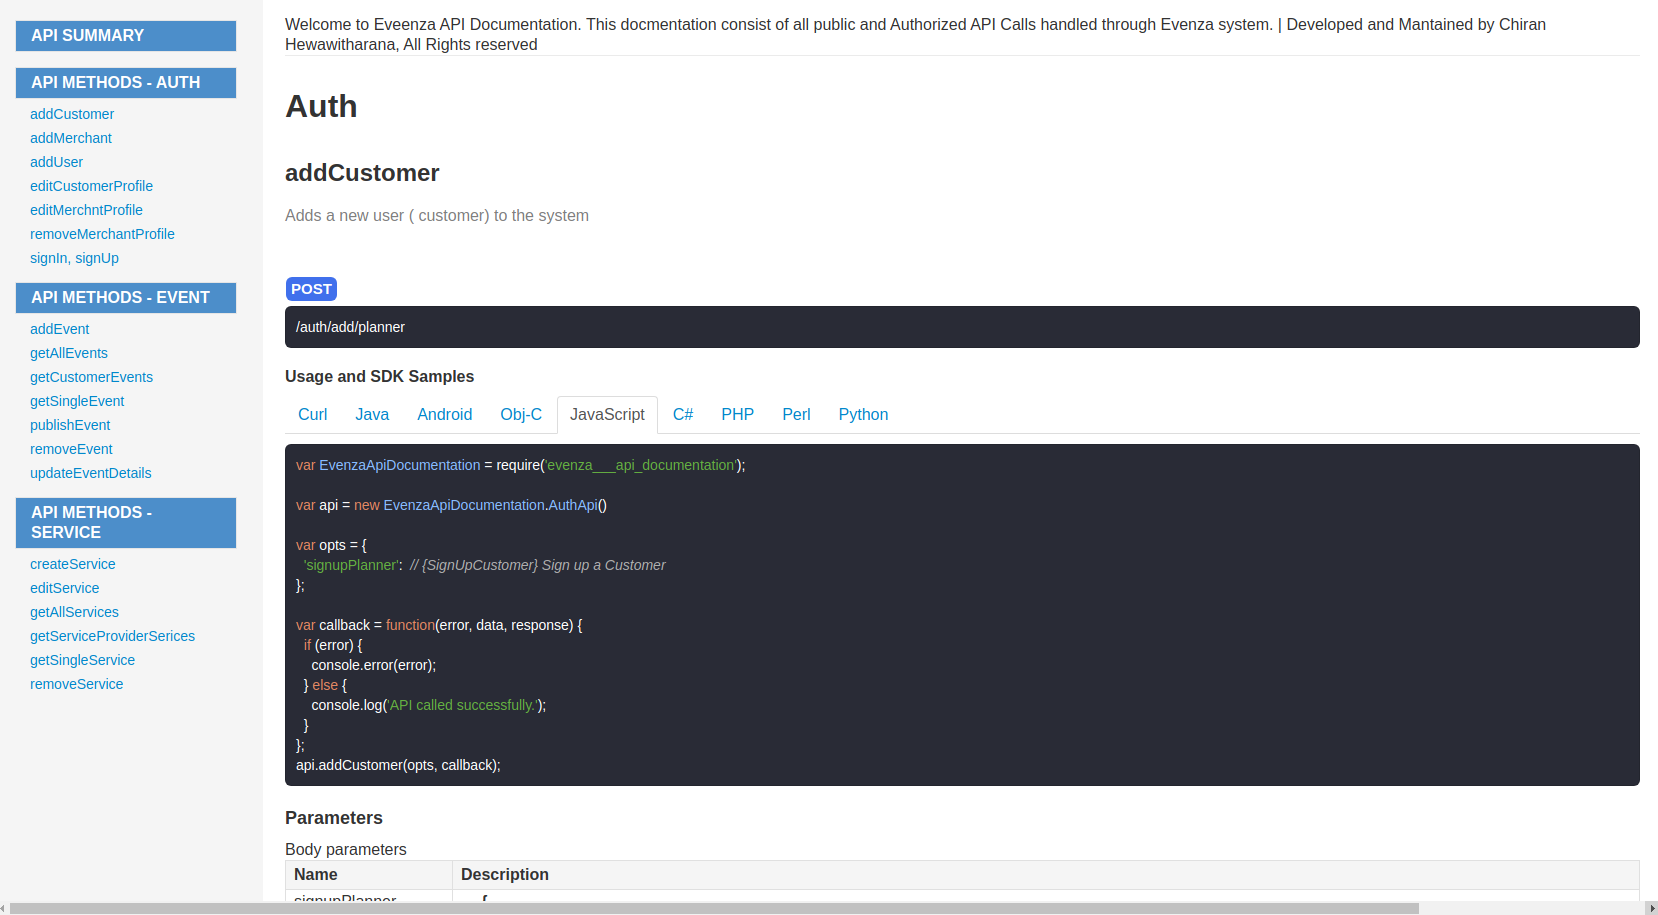 API SUMMARY
API METHODS - AUTH
addCustomer
addMerchant
addUser
editCustomerProfile
editMerchntProfile
removeMerchantProfile
signIn, signUp
API METHODS - EVENT
addEvent
getAllEvents
getCustomerEvents
getSingleEvent
publishEvent
removeEvent
updateEventDetails
API METHODS -
SERVICE
createService
editService
getAllServices
getServiceProviderSerices
getSingleService
removeService
Welcome to Eveenza API Documentation. This docmentation consist of all public and Authorized API Calls handled through Evenza system. | Developed and Mantained by Chiran
Hewawitharana, All Rights reserved
Auth
addCustomer
Adds a new user ( customer) to the system
POST
/auth/add/planner
Usage and SDK Samples
Curl Java Android Obj-C JavaScript C# PHP Perl Python
var EvenzaApiDocumentation = require('evenza___api_documentation');
var api = new EvenzaApiDocumentation.AuthApi()
var opts = {
'signupPlanner': // {SignUpCustomer} Sign up a Customer
};
var callback = function(error, data, response) {
if (error) {
console.error(error);
} else {
console.log('API called successfully.');
}
};
api.addCustomer(opts, callback);
Parameters
Body parameters
Name Description
signupPlanner {